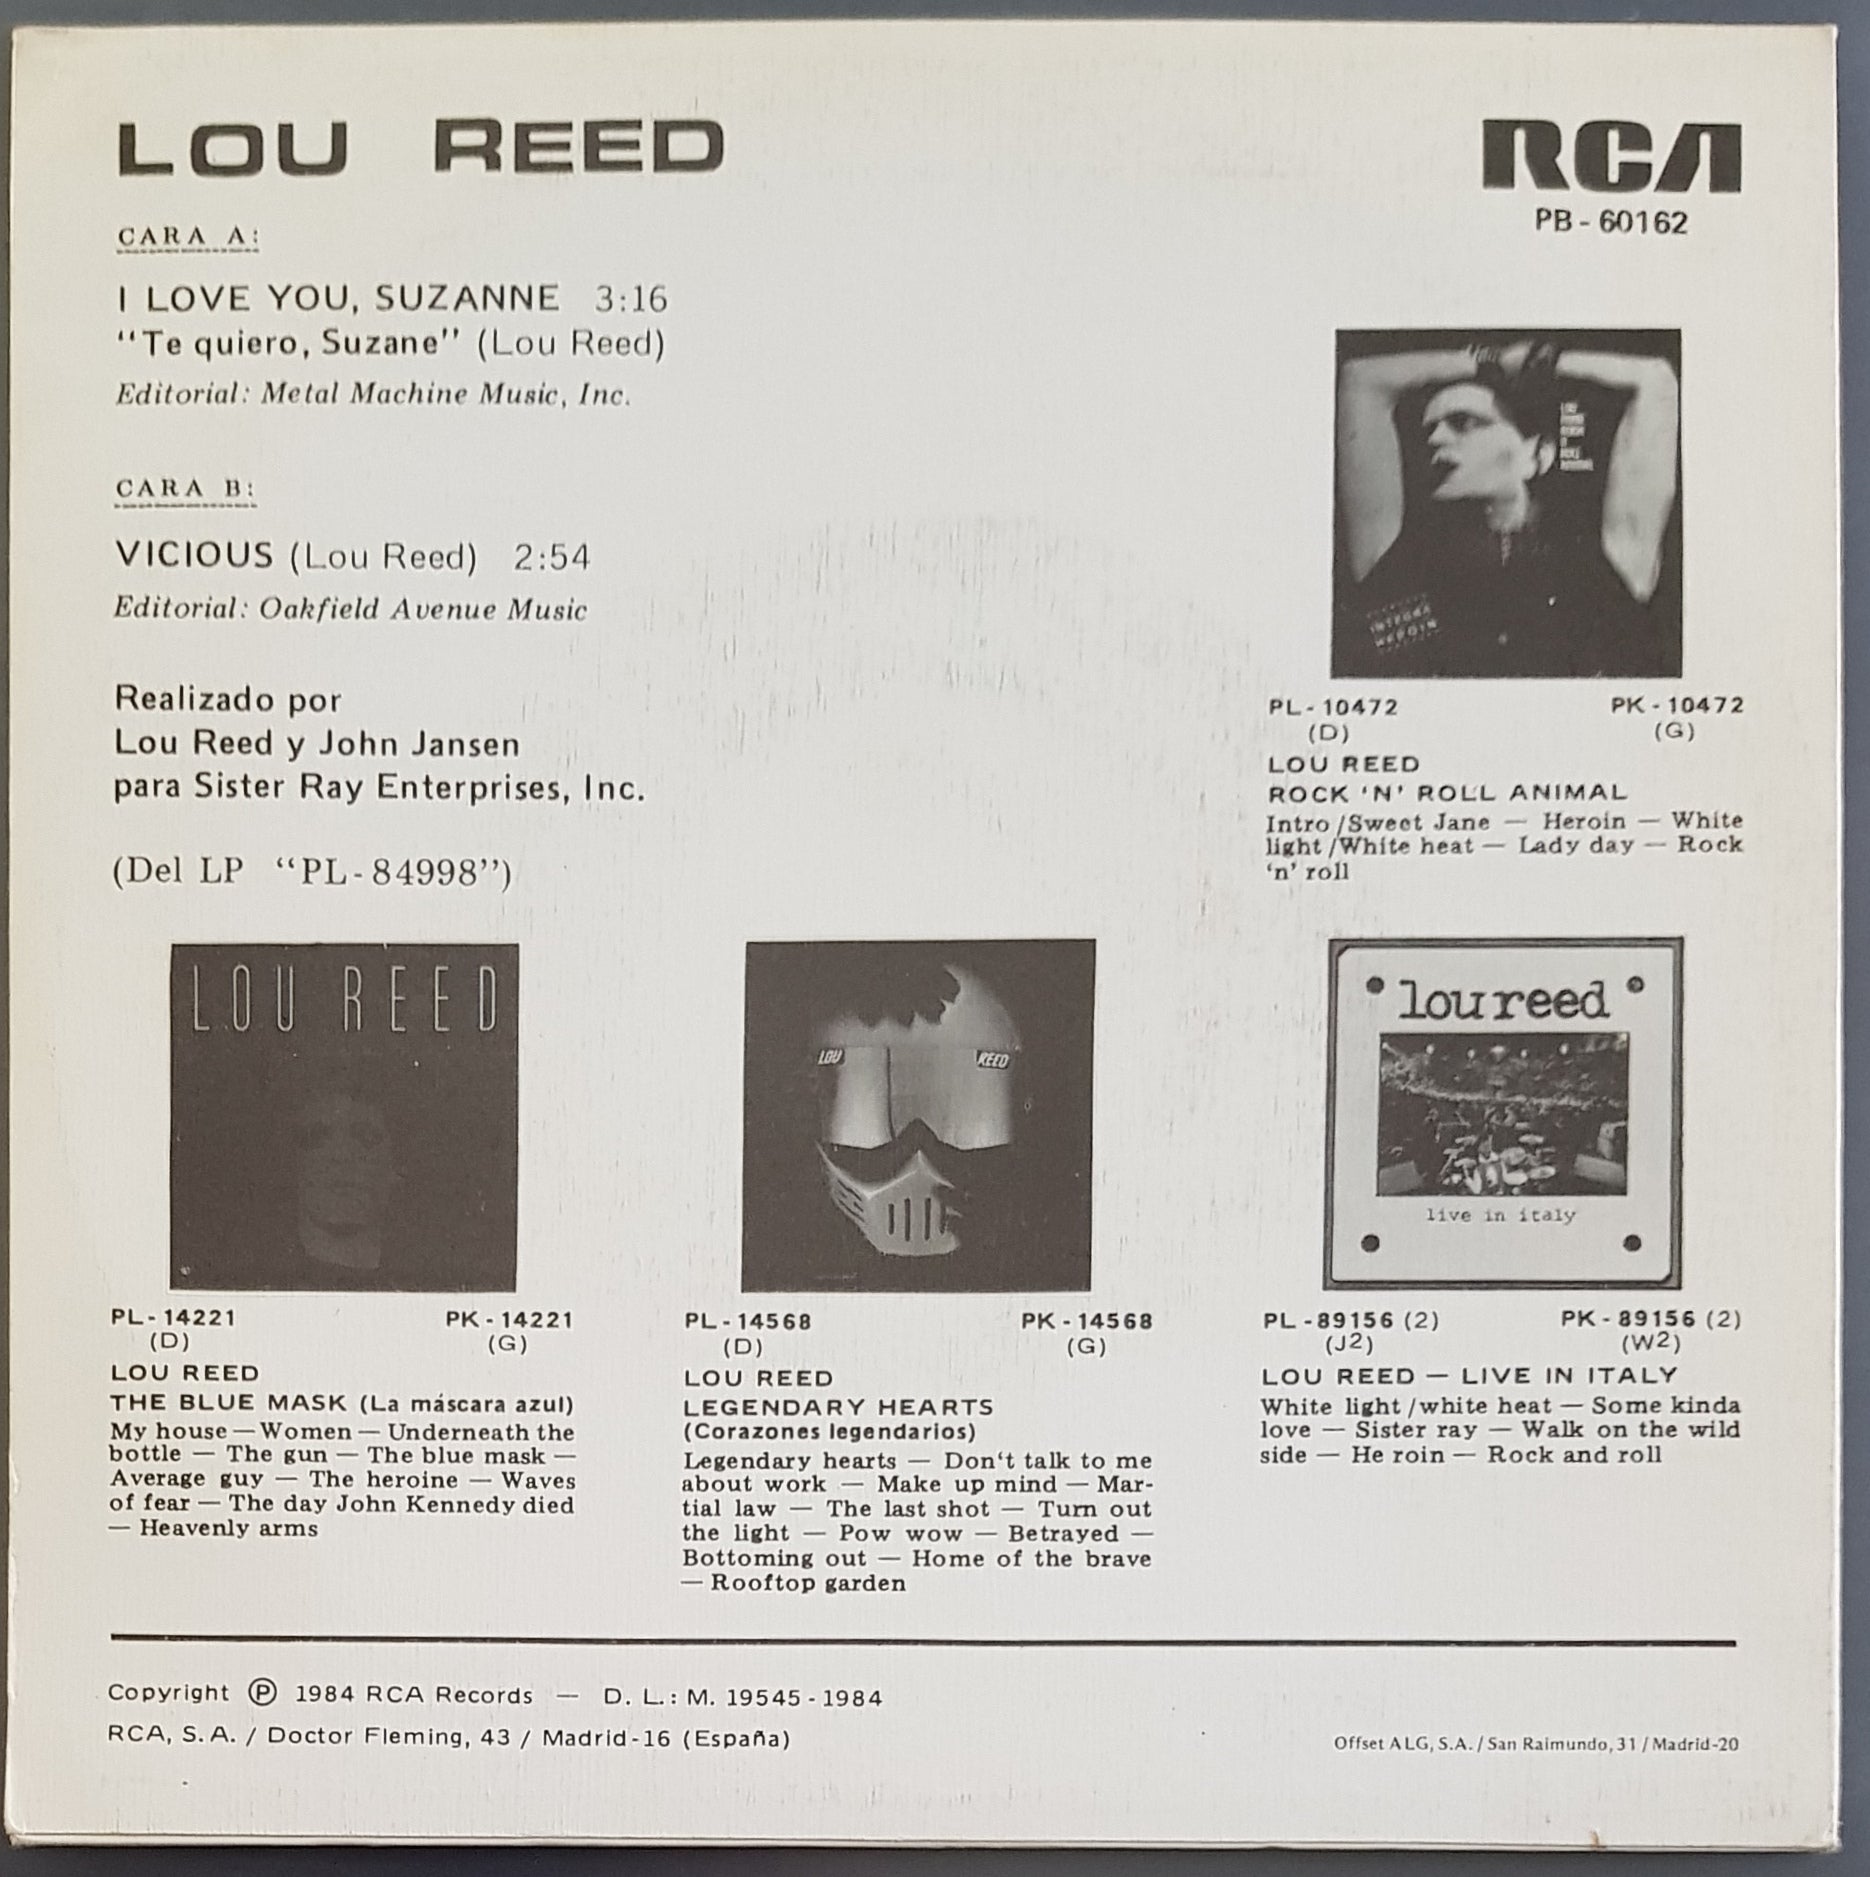 LOU REED
RCA
PB - 60162
CARA A:
I LOVE YOU, SUZANNE 3:16
“Te quiero, Suzane” (Lou Reed)
Editorial: Metal Machine Music, Inc.
CARA B:
VICIOUS (Lou Reed) 2:54
Editorial: Oakfield Avenue Music
Realizado por
Lou Reed y John Jansen
para Sister Ray Enterprises, Inc.
(Del LP “PL - 84998”)
PL - 10472 PK - 10472
(D) (G)
LOU REED
ROCK ‘N’ ROLL ANIMAL
Intro /Sweet Jane — Heroin — White
light /White heat — Lady day — Rock
‘n’ roll
LOU REED
PL - 14221 PK - 14221
(D) (G)
LOU REED
THE BLUE MASK (La máscara azul)
My house — Women — Underneath the
bottle — The gun — The blue mask —
Average guy — The heroine — Waves
of fear — The day John Kennedy died
— Heavenly arms
LOU REED
PL - 14568 PK - 14568
(D) (G)
LOU REED
LEGENDARY HEARTS
(Corazones legendarios)
Legendary hearts — Don‘t talk to me
about work — Make up mind — Mar-
tial law — The last shot — Turn out
the light — Pow wow — Betrayed —
Bottoming out — Home of the brave
— Rooftop garden
lou reed
live in italy
PL - 89156 (2) PK - 89156 (2)
(J2) (W2)
LOU REED — LIVE IN ITALY
White light /white heat — Some kinda
love — Sister ray — Walk on the wild
side — He roin — Rock and roll
Copyright Ⓟ 1984 RCA Records — D. L.: M. 19545 - 1984
RCA, S. A. / Doctor Fleming, 43 / Madrid-16 (España)
Offset ALG, S.A. / San Raimundo, 31 / Madrid-20